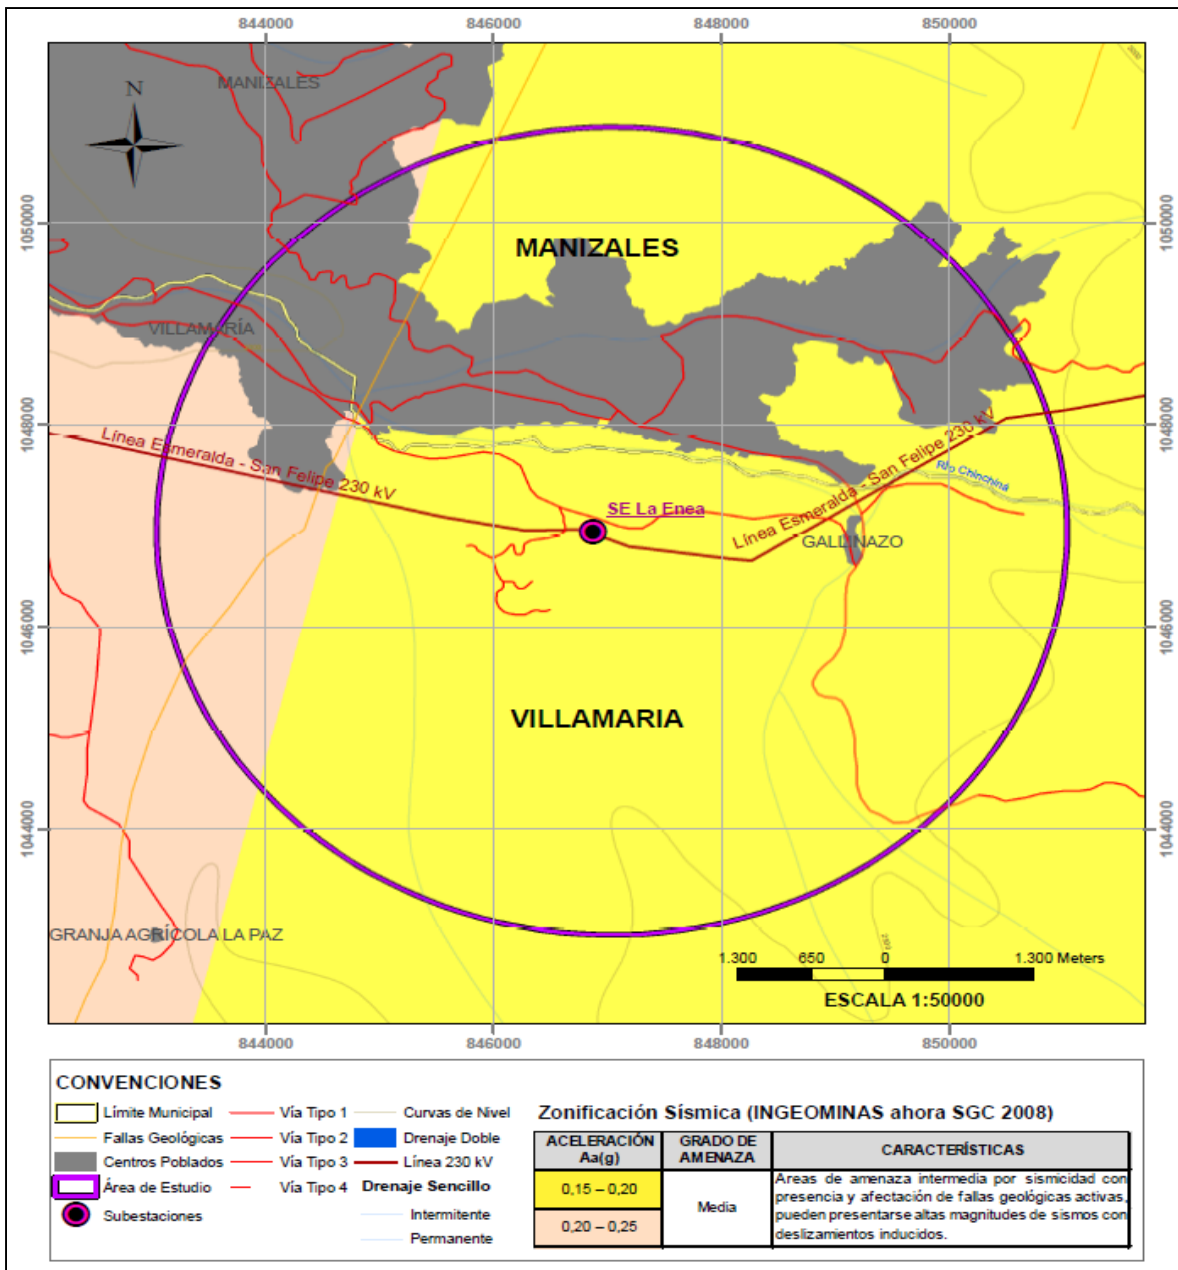 844000 846000 848000 850000
MANIZALES
N
2000
1050000 1050000
MANIZALES
VILLAMARÍA
1048000 1048000
Línea Esmeralda - San Felipe 230 kV
Línea Esmeralda - San Felipe 230 kV
Río Chinchiná
SE La Enea
GALLINAZO
1046000 1046000
VILLAMARIA
1044000 1044000
GRANJA AGRÍCOLA LA PAZ
1.300 650 0 1.300 Meters
ESCALA 1:50000
844000 846000 848000 850000
CONVENCIONES
Límite Municipal
Fallas Geológicas
Centros Poblados
Área de Estudio
Subestaciones
Vía Tipo 1
Vía Tipo 2
Vía Tipo 3
Vía Tipo 4
Curvas de Nivel
Drenaje Doble
Línea 230 kV
Drenaje Sencillo
Intermitente
Permanente
Zonificación Sísmica (INGEOMINAS ahora SGC 2008)
ACELERACIÓN
Aa(g)
GRADO DE
AMENAZA
CARACTERÍSTICAS
0,15 – 0,20
0,20 – 0,25
Media
Areas de amenaza intermedia por sismicidad con
presencia y afectación de fallas geológicas activas,
pueden presentarse altas magnitudes de sismos con
deslizamientos inducidos.